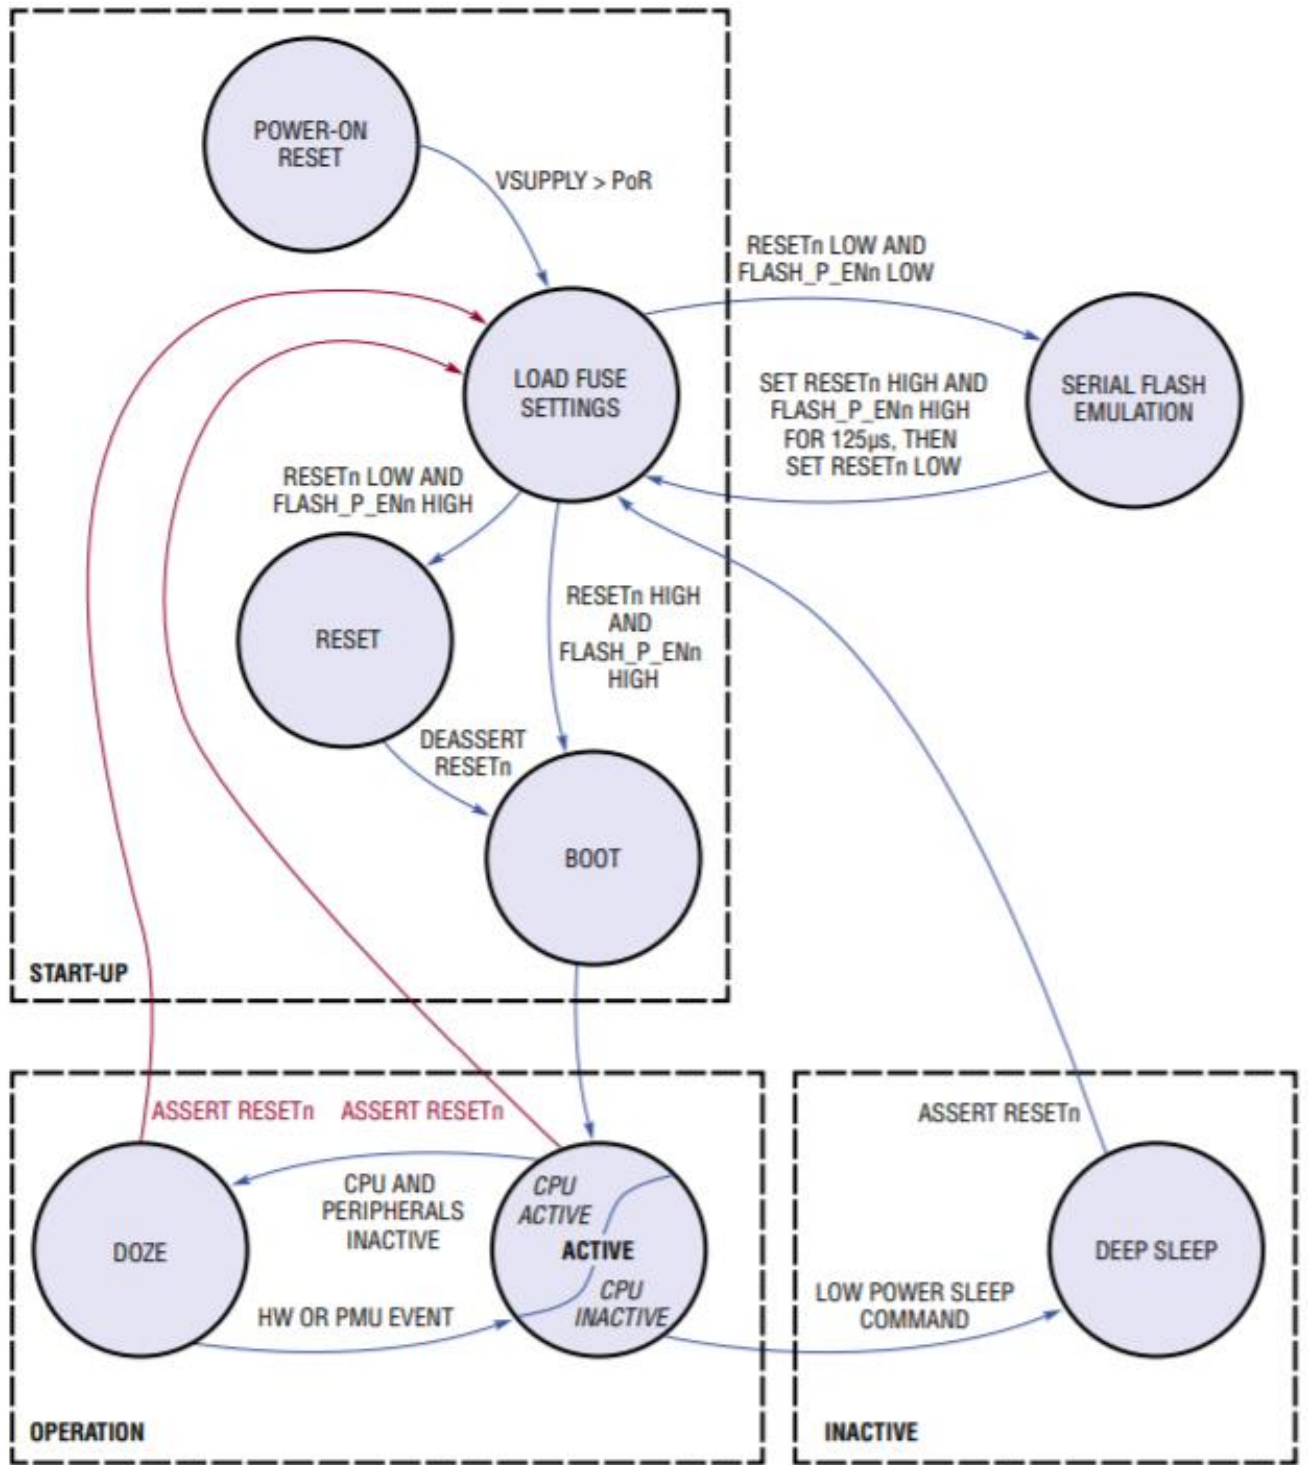 POWER-ON
RESET
VSUPPLY > PoR
RESETn LOW AND
FLASH_P_ENn LOW
LOAD FUSE
SETTINGS
SET RESETn HIGH AND
FLASH_P_ENn HIGH
FOR 125µs, THEN
SET RESETn LOW
SERIAL FLASH
EMULATION
RESETn LOW AND
FLASH_P_ENn HIGH
RESET
RESETn HIGH
AND
FLASH_P_ENn
HIGH
DEASSERT
RESETn
BOOT
START-UP
ASSERT RESETn
ASSERT RESETn
ASSERT RESETn
DOZE
CPU AND
PERIPHERALS
INACTIVE
CPU
ACTIVE
ACTIVE
CPU
INACTIVE
HW OR PMU EVENT
LOW POWER SLEEP
COMMAND
DEEP SLEEP
OPERATION
INACTIVE